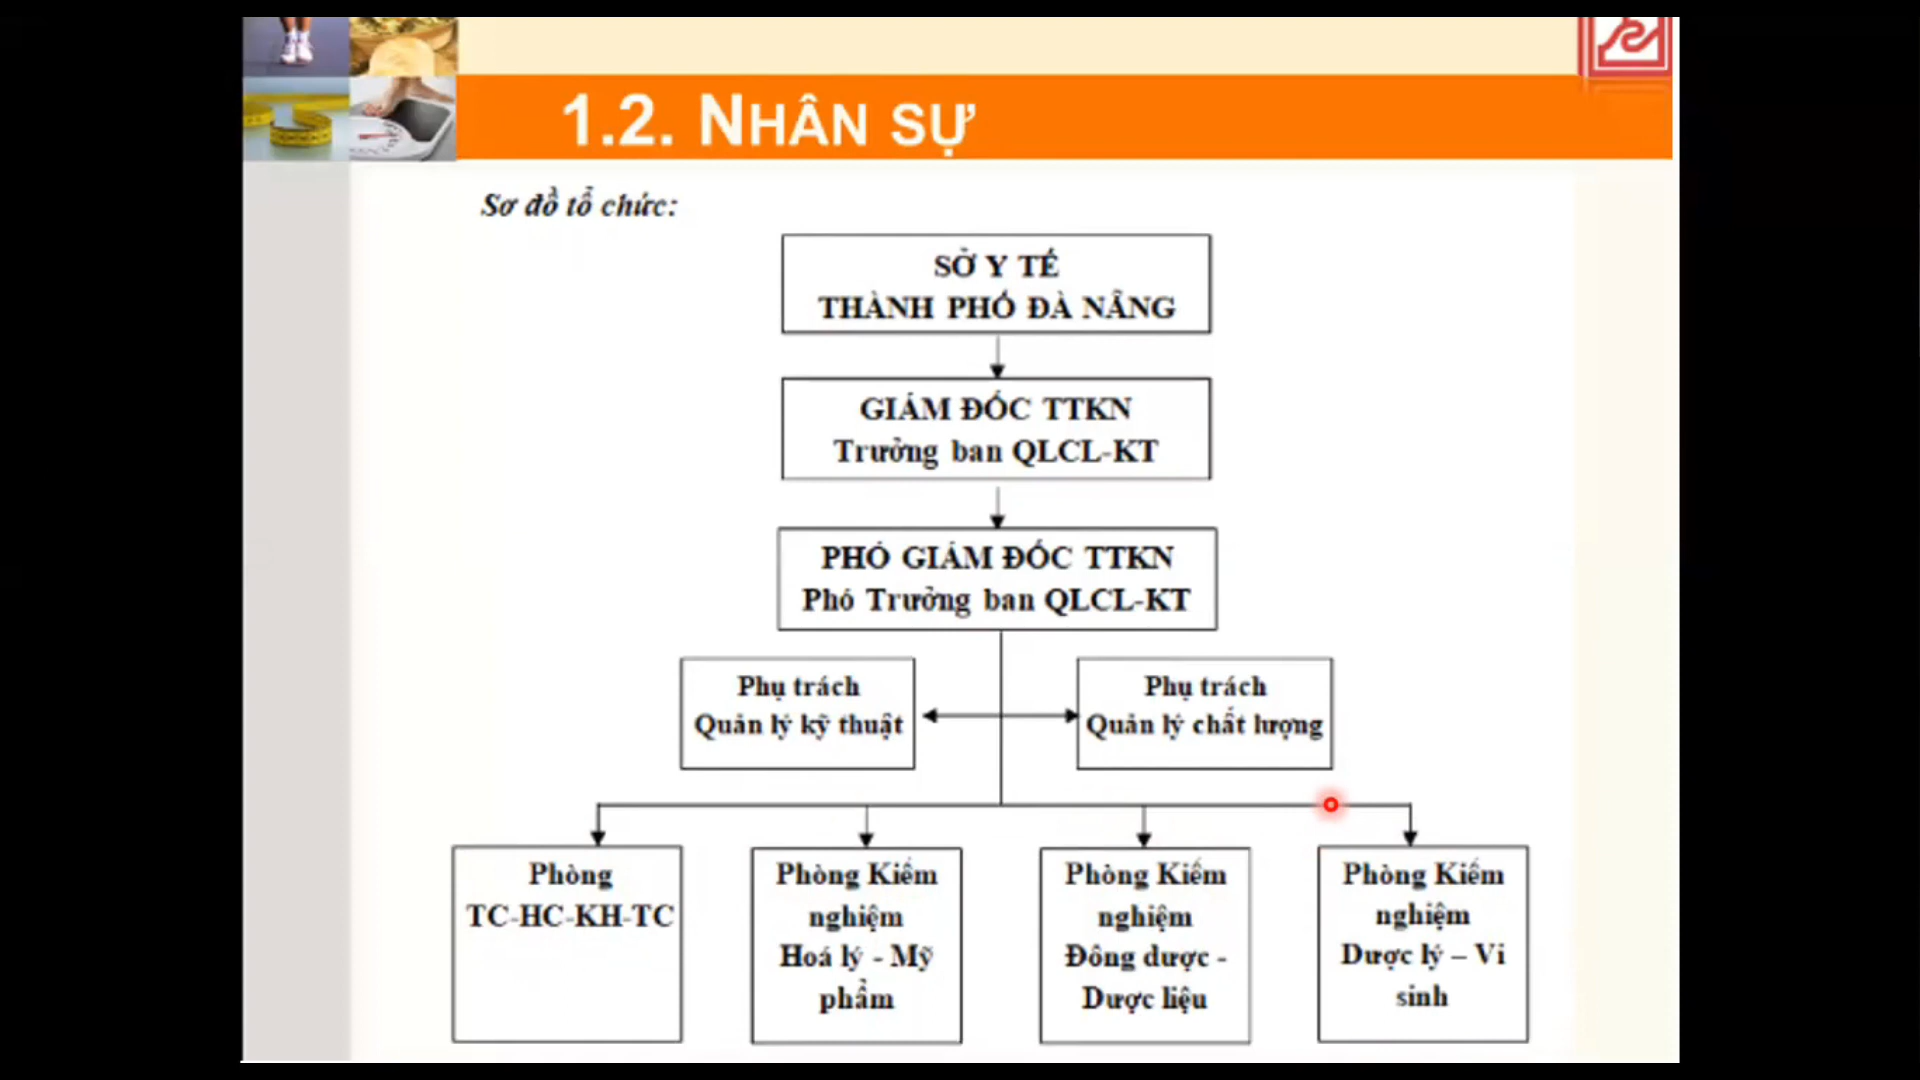 1.2. NHÂN SỰ
Sơ đồ tổ chức:
SỞ Y TẾ
THÀNH PHỐ ĐÀ NẴNG
GIÁM ĐỐC TTKN
Trưởng ban QLCL-KT
PHÓ GIÁM ĐỐC TTKN
Phó Trưởng ban QLCL-KT
Phụ trách
Quản lý kỹ thuật
Phụ trách
Quản lý chất lượng
Phòng
TC-HC-KH-TC
Phòng Kiểm
nghiệm
Hoá lý - Mỹ
phẩm
Phòng Kiểm
nghiệm
Đông dược -
Dược liệu
Phòng Kiểm
nghiệm
Dược lý – Vi
sinh